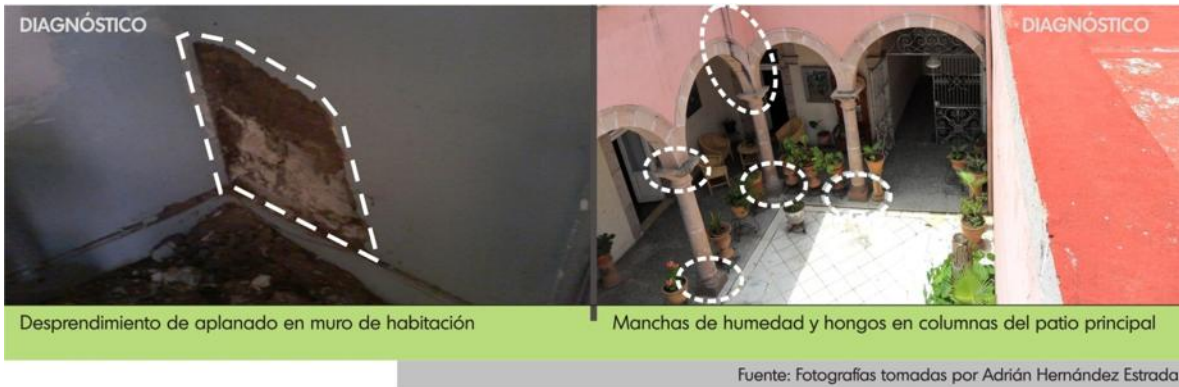 DIAGNÓSTICO
DIAGNÓSTICO
Desprendimiento de aplanado en muro de habitación
Manchas de humedad y hongos en columnas del patio principal
Fuente: Fotografías tomadas por Adrián Hernández Estrada